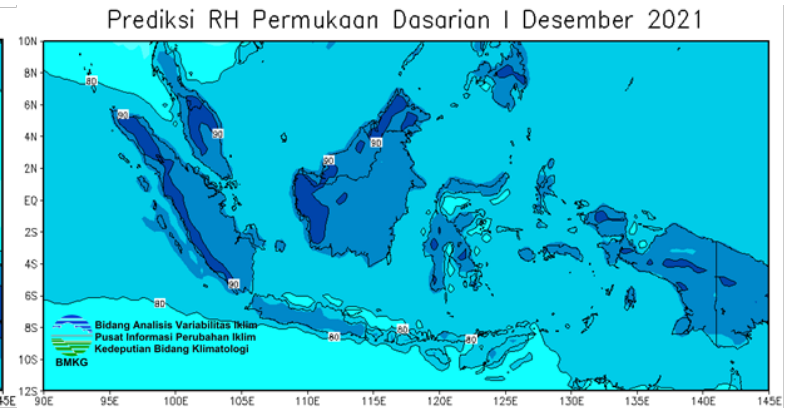 Prediksi RH Permukaan Dasarian I Desember 2021
10N
8N
6N
4N
2N
EQ
2S
4S
6S
8S
10S
12S
80
90
90
90
90
90
80
80
80
80
Bidang Analisis Variabilitas Iklim
Pusat Informasi Perubahan Iklim
Kedeputian Bidang Klimatologi
BMKG
45E
90E 95E 100E 105E 110E 115E 120E 125E 130E 135E 140E 145E